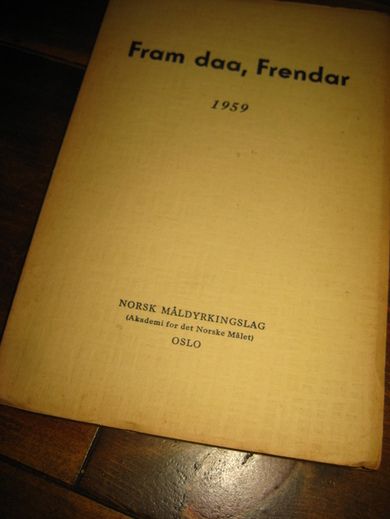 Fram daa, Frendar
1959
NORSK MÅLDYRKINGSLAG
(Akademi for det Norske Målet)
OSLO